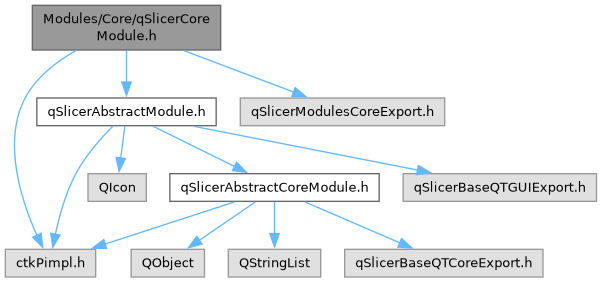 Modules/Core/qSlicerCore
Module.h
qSlicerAbstractModule.h
qSlicerModulesCoreExport.h
QIcon
qSlicerAbstractCoreModule.h
qSlicerBaseQTGUIExport.h
ctkPimpl.h
QObject
QStringList
qSlicerBaseQTCoreExport.h